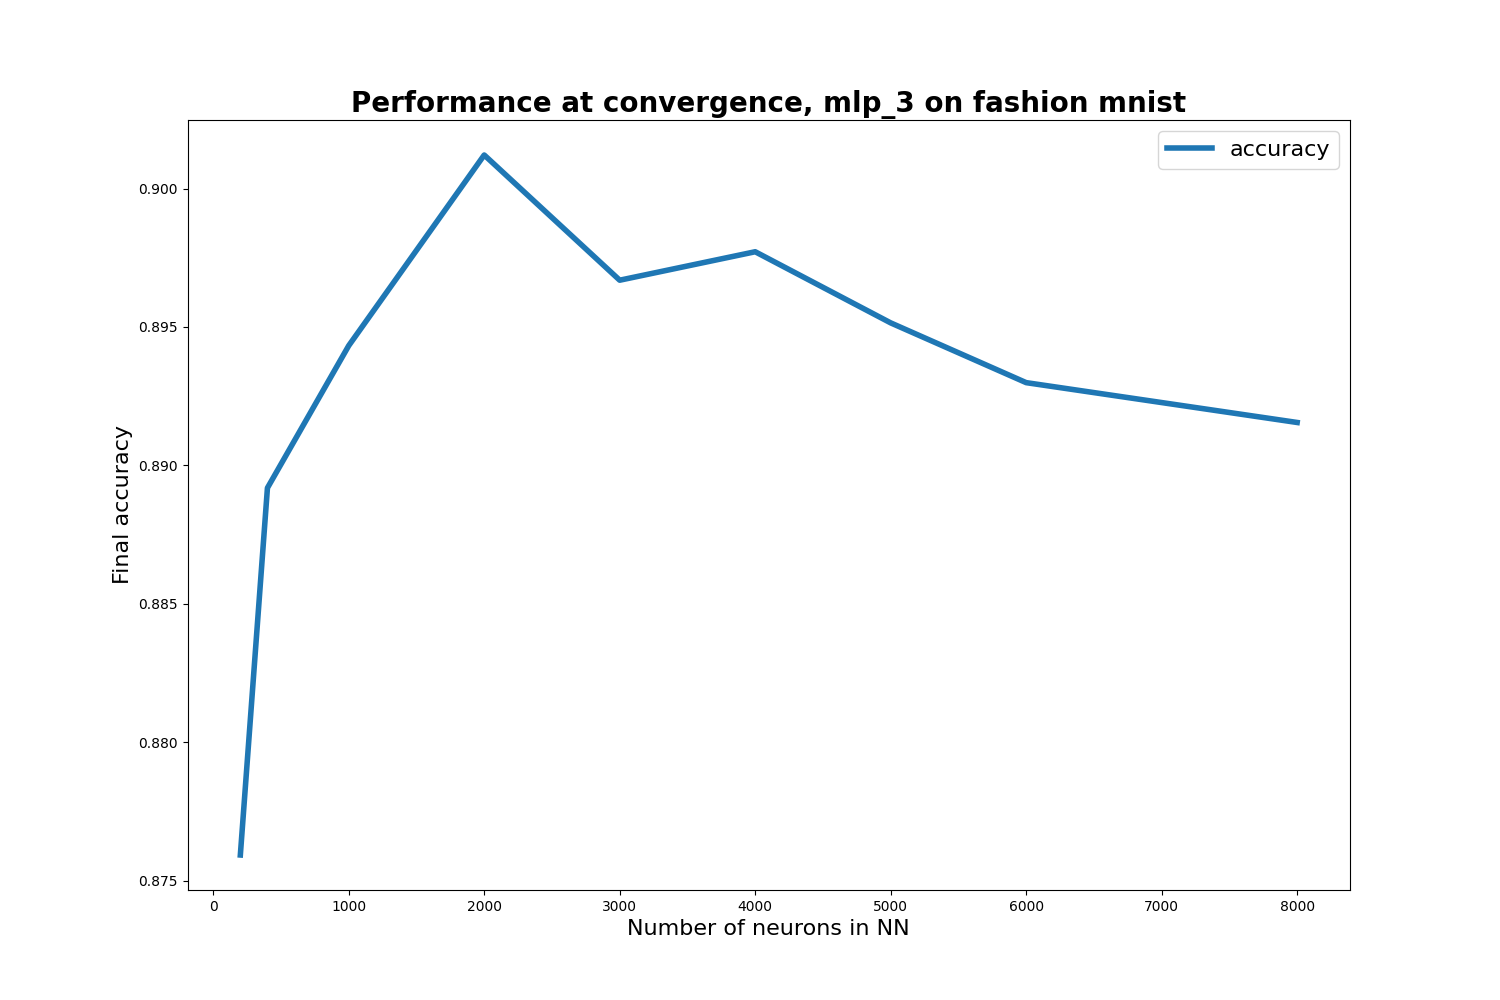 Performance at convergence, mlp_3 on fashion mnist
accuracy
0.900
0.895
0.890
0.885
0.880
0.875
Final accuracy
0 1000 2000 3000 4000 5000 6000 7000 8000
Number of neurons in NN